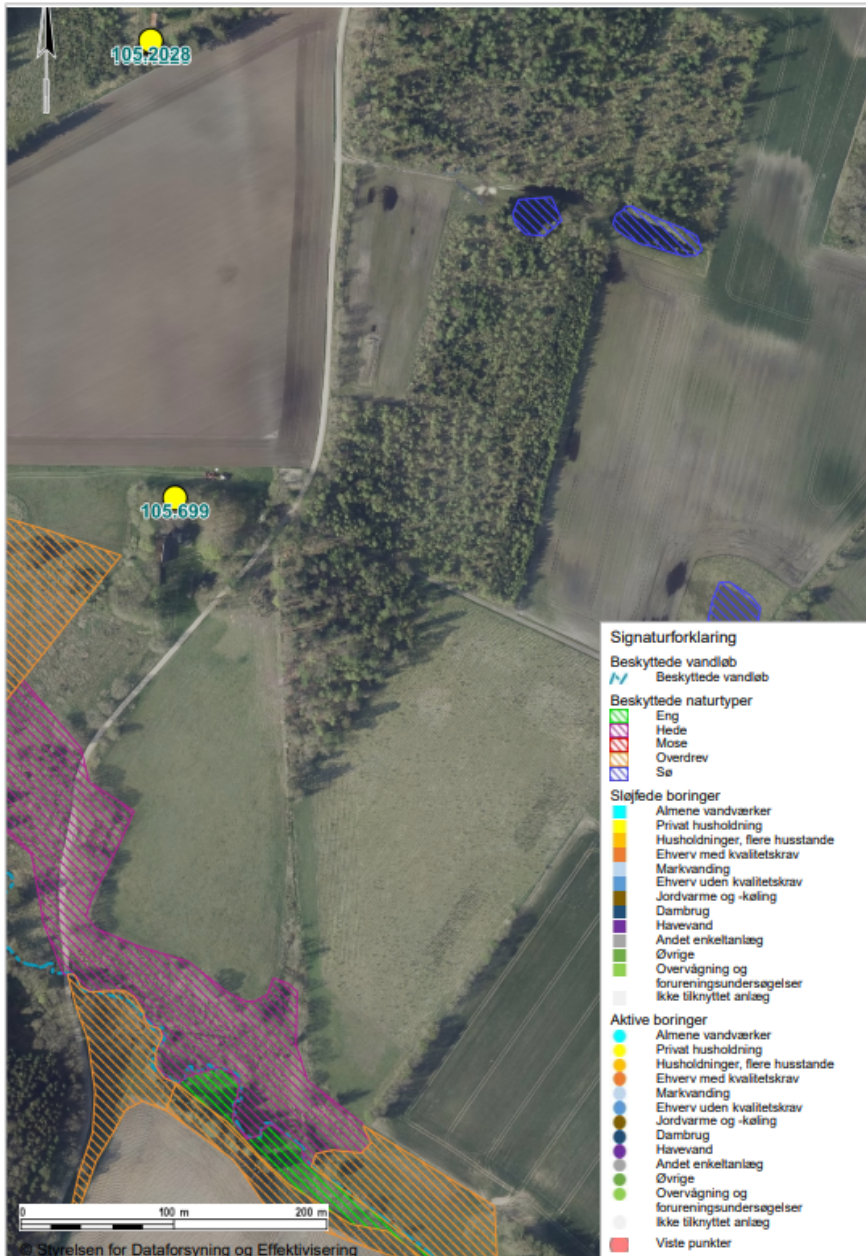 105.2028
105.699
Signaturforklaring
Beskyttede vandløb
Beskyttede vandløb
Beskyttede naturtyper
Eng
Hede
Mose
Overdrev
Sø
Sløjfede boringer
Almene vandværker
Privat husholdning
Husholdninger, flere husstande
Ehverv med kvalitetskrav
Markvanding
Ehverv uden kvalitetskrav
Jordvarme og -køling
Dambrug
Havevand
Andet enkeltanlæg
Øvrige
Overvågning og
forureningsundersøgelser
Ikke tilknyttet anlæg
Aktive boringer
Almene vandværker
Privat husholdning
Husholdninger, flere husstande
Ehverv med kvalitetskrav
Markvanding
Ehverv uden kvalitetskrav
Jordvarme og -køling
Dambrug
Havevand
Andet enkeltanlæg
Øvrige
Overvågning og
forureningsundersøgelser
Ikke tilknyttet anlæg
Viste punkter
0 100 m 200 m
© Styrelsen for Dataforsyning og Effektivisering